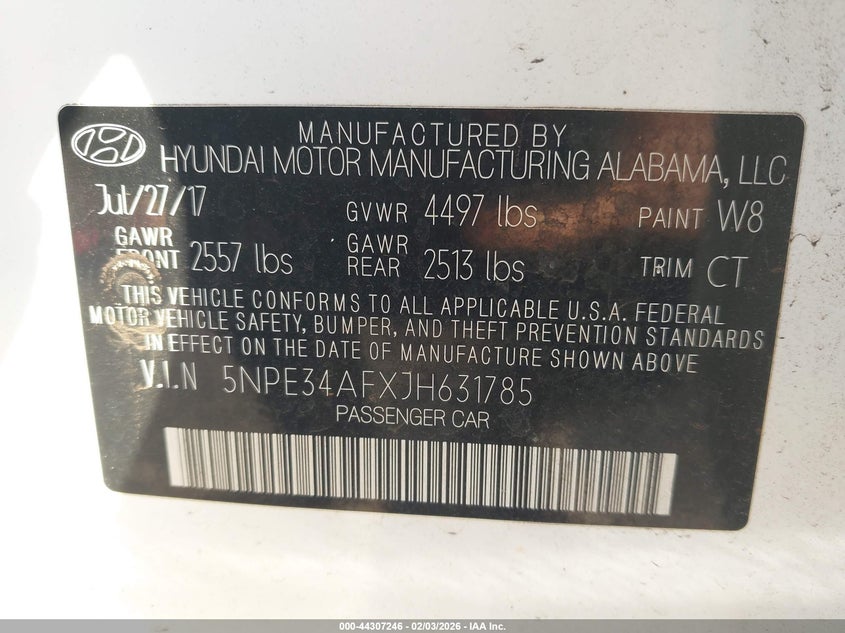 MANUFACTURED BY
HYUNDAI MOTOR MANUFACTURING ALABAMA, LLC
Jul/27/17 GVWR 4497 lbs PAINT W8
GAWR FRONT 2557 lbs GAWR REAR 2513 lbs TRIM CT
THIS VEHICLE CONFORMS TO ALL APPLICABLE U.S.A. FEDERAL
MOTOR VEHICLE SAFETY, BUMPER, AND THEFT PREVENTION STANDARDS
IN EFFECT ON THE DATE OF MANUFACTURE SHOWN ABOVE
V.I.N 5NPE34AFXJH631785
PASSENGER CAR
000-44307246 - 02/03/2026 - IAA Inc.